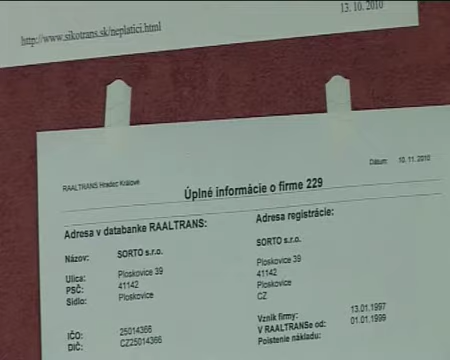 13. 10. 2010
http://www.sikotrans.sk/neplatici.html
Dátum: 10. 11. 2010
RAALTRANS Hradec Králové
Úplné informácie o firme 229
Adresa v databanke RAALTRANS: Adresa registrácie:
Názov: SORTO s.r.o. SORTO s.r.o.
Ulica: Ploskovice 39 Ploskovice 39
PSČ: 41142 41142
Sídlo: Ploskovice Ploskovice
CZ
Vznik firmy: 13.01.1997
IČO: 25014366 V RAALTRANSe od: 01.01.1999
DIČ: CZ25014366 Poistenie nákladu: